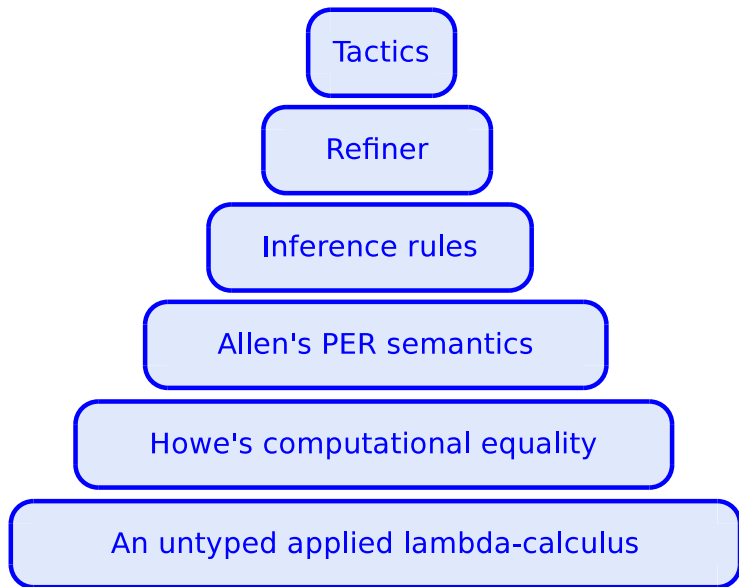 Tactics
Refiner
Inference rules
Allen's PER semantics
Howe's computational equality
An untyped applied lambda-calculus